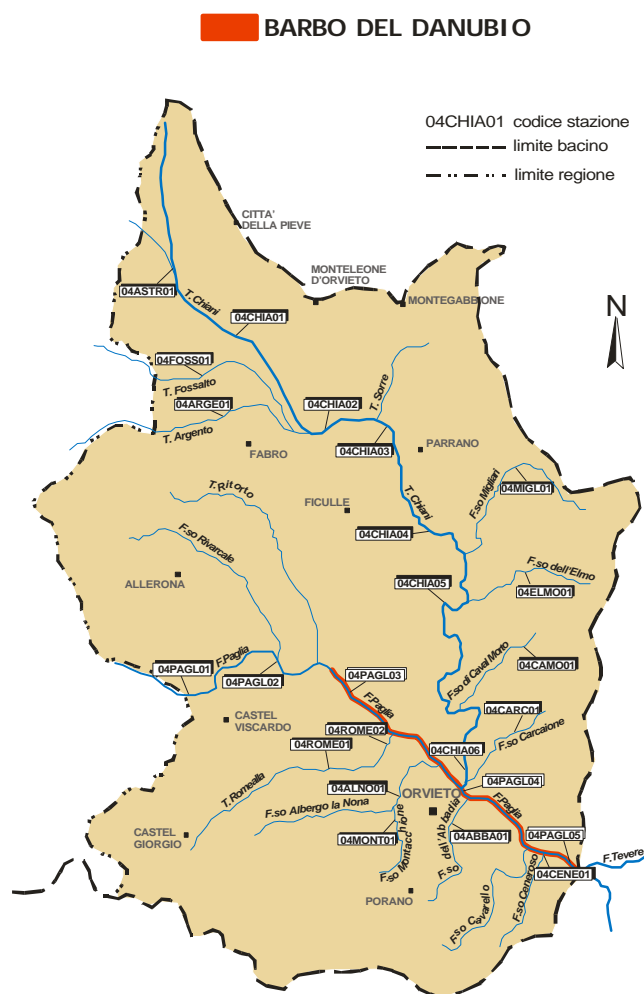 BARBO DEL DANUBIO
04CHIA01 codice stazione
limite bacino
limite regione
CITTA'
DELLA PIEVE
MONTELEONE
D'ORVIETO
MONTEGABBIONE
N
04ASTR01
T. Chiani
04CHIA01
04FOSS01
T. Fossalto
04ARGE01
T. Argento
04CHIA02
T. Sorre
04CHIA03
FABRO
PARRANO
T. Ritorto
FICULLE
T. Chiani
F.so Migliari
04MIGL01
F.so Rivarcale
04CHIA04
ALLERONA
04CHIA05
F.so dell'Elmo
04ELMO01
04PAGL01
F.Paglia
04PAGL02
04PAGL03
F.so di Caval Morto
04CAMO01
CASTEL
VISCARDO
F.Paglia
04ROME02
04ROME01
04CARC01
F.so Carcaione
04CHIA06
T. Romealla
04ALNO01
ORVIETO
04PAGL04
F.so Albergo la Nona
F.Paglia
CASTEL
GIORGIO
04MONT01
F.so Montacchione
04ABBA01
F.so dell'Abbadia
04PAGL05
F.Tevere
04CENE01
PORANO
F.so Cavarello
F.so Ceneroso